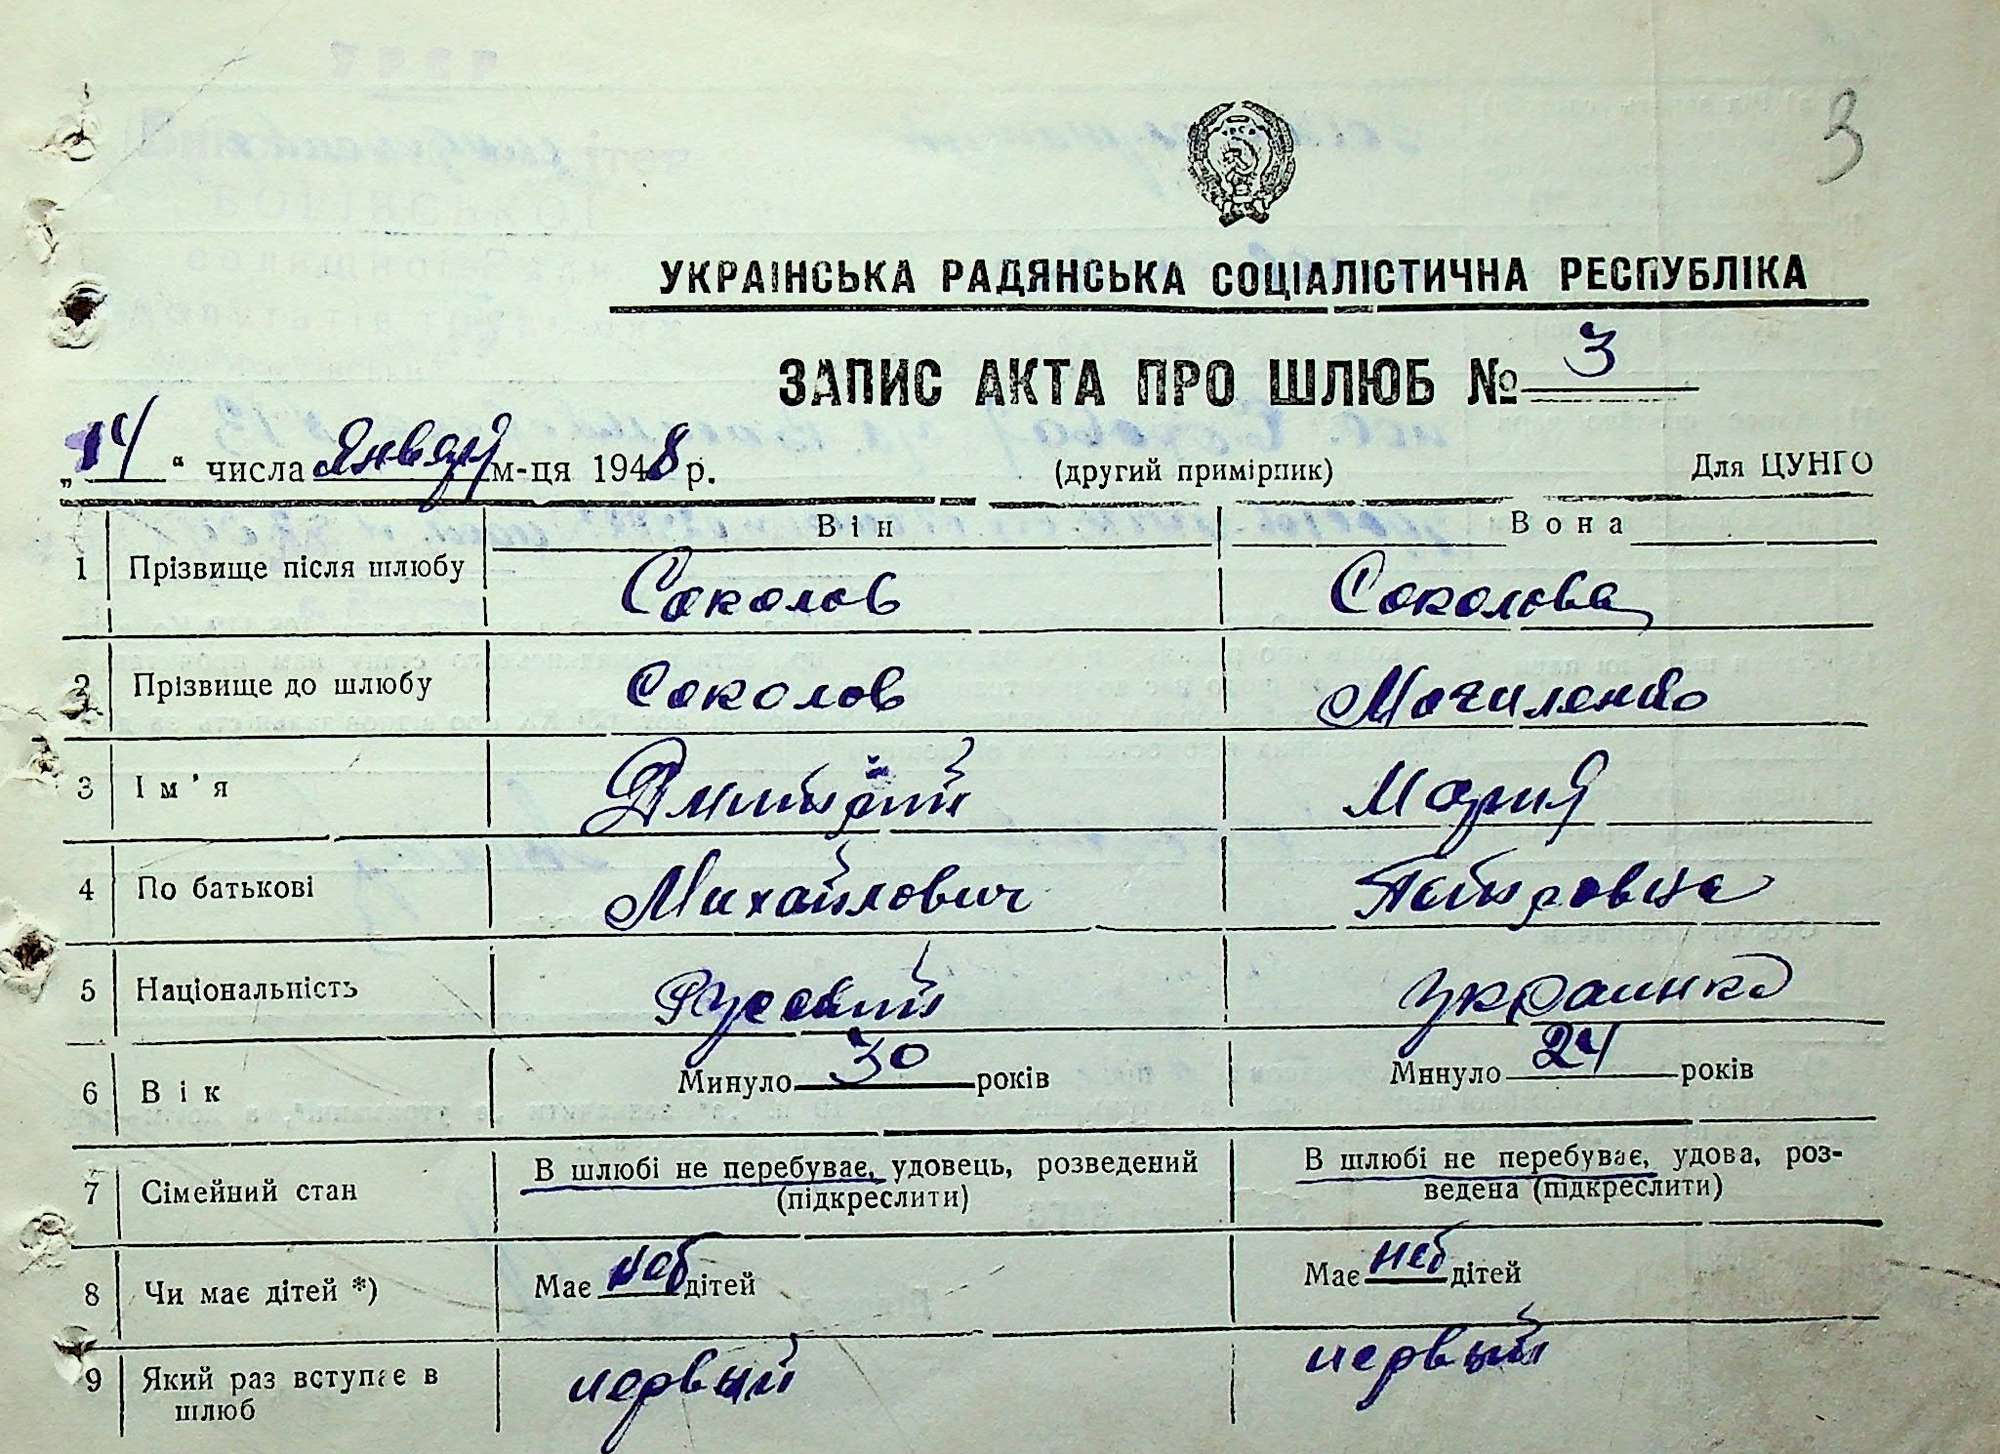 3
УКРАЇНСЬКА РАДЯНСЬКА СОЦІАЛІСТИЧНА РЕСПУБЛІКА
ЗАПИС АКТА ПРО ШЛЮБ № 3
„14“ числа Январ м-ця 1948 р. (другий примірник) Для ЦУНГО
Він Вона
1 Прізвище після шлюбу Соколов Соколова
2 Прізвище до шлюбу Соколов Могиленко
3 Ім’я Дмитрий Мария
4 По батькові Михайлович Петровна
5 Національність Русский Украинка
6 Вік Минуло 30 років Минуло 24 років
7 Сімейний стан В шлюбі не перебуває, удовець, розведений В шлюбі не перебуває, удова, роз-
(підкреслити) ведена (підкреслити)
8 Чи має дітей *) Має нет дітей Має нет дітей
9 Який раз вступає в первый первый
шлюб